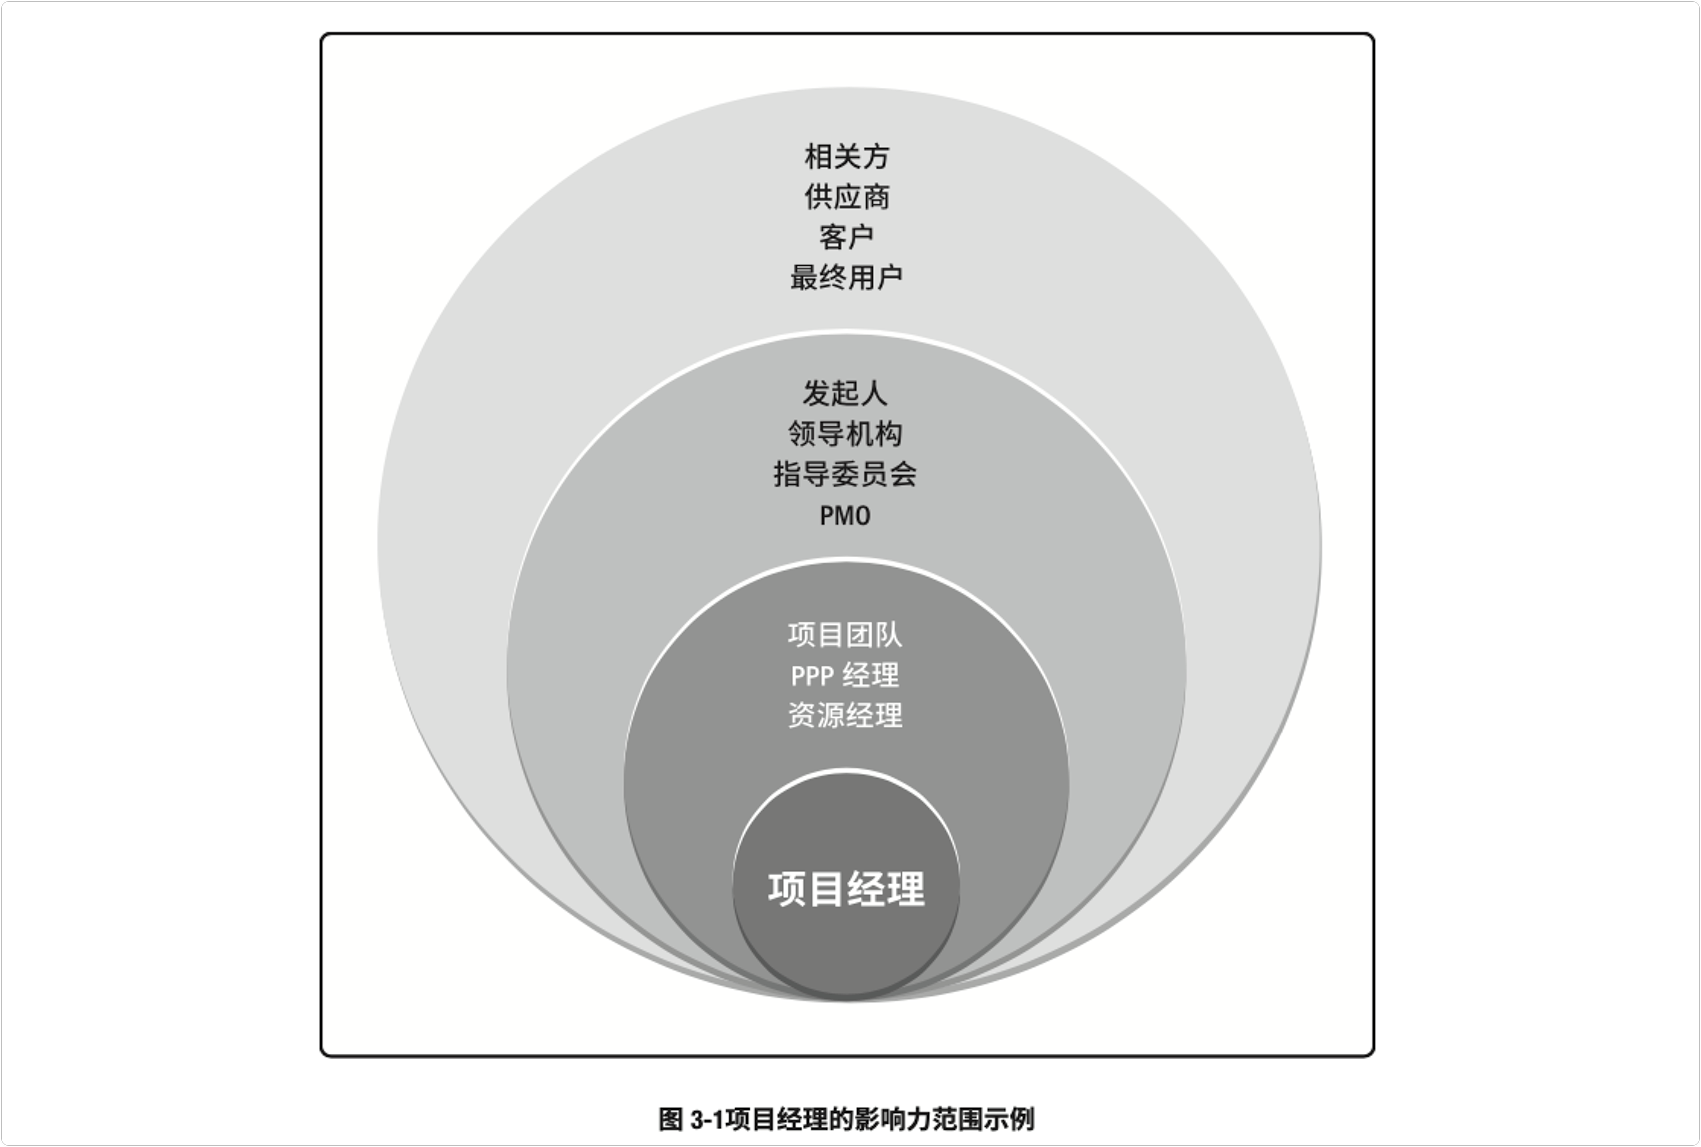 相关方
供应商
客户
最终用户
发起人
领导机构
指导委员会
PMO
项目团队
PPP 经理
资源经理
项目经理
图 3-1项目经理的影响力范围示例